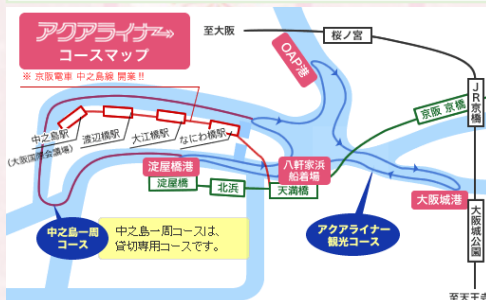 アクアライナー
コースマップ
※ 京阪電車 中之島線 開業!!
至大阪
桜ノ宮
OAP港
JR京橋
京阪 京橋
中之島駅
(大阪国際会議場)
渡辺橋駅
大江橋駅
なにわ橋駅
淀屋橋港
八軒家浜
船着場
淀屋橋
北浜
天満橋
大阪城港
中之島一周
コース
中之島一周コースは、
貸切専用コースです。
アクアライナー
観光コース
大阪城公園
至天王寺